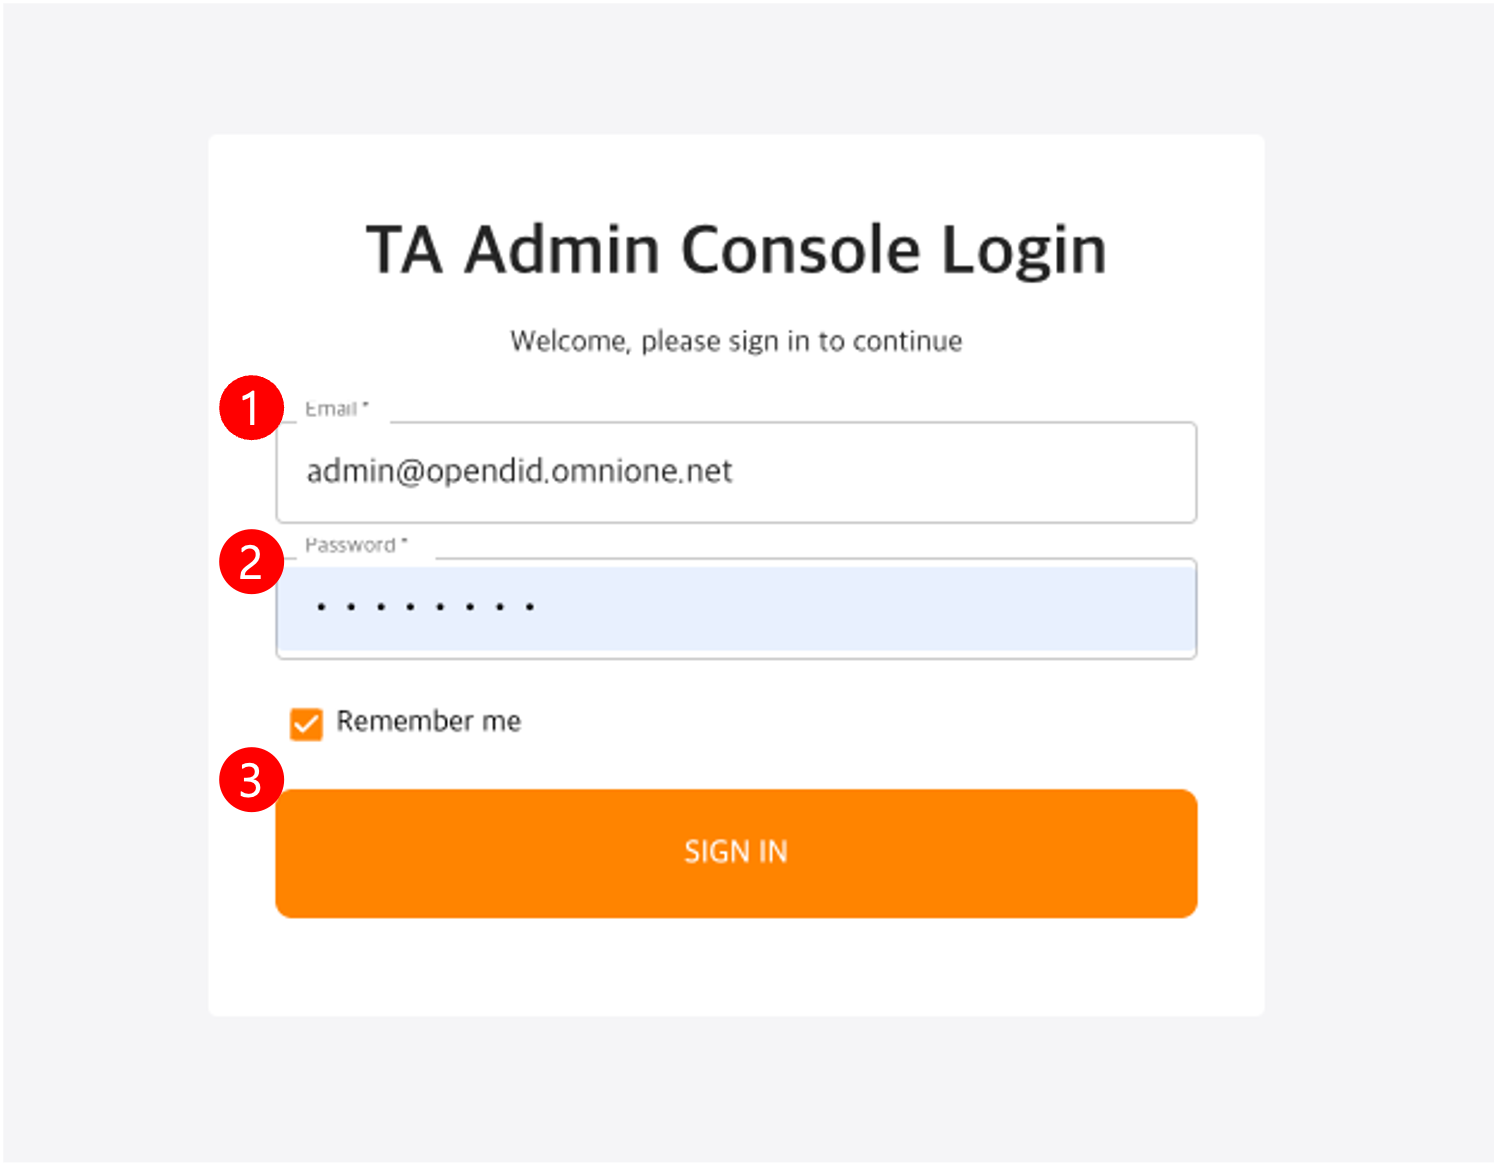 TA Admin Console Login
Welcome, please sign in to continue
1
Email *
admin@opendid.omnione.net
2
Password *
• • • • • • • •
Remember me
3
SIGN IN